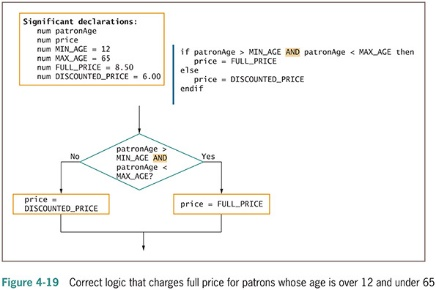 Significant declarations:
num patronAge
num price
num MIN_AGE = 12
num MAX_AGE = 65
num FULL_PRICE = 8.50
num DISCOUNTED_PRICE = 6.00
if patronAge > MIN_AGE AND patronAge < MAX_AGE then
price = FULL_PRICE
else
price = DISCOUNTED_PRICE
endif
patronAge >
MIN_AGE AND
patronAge <
MAX_AGE?
No
Yes
price =
DISCOUNTED_PRICE
price = FULL_PRICE
Figure 4-19 Correct logic that charges full price for patrons whose age is over 12 and under 65